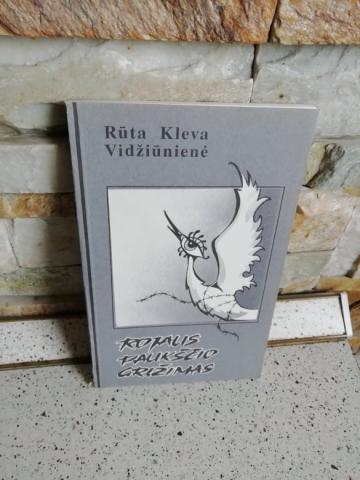 Rūta Kleva
Vidžiūnienė
ROJAUS
PAUKŠČIO
GRĮŽIMAS